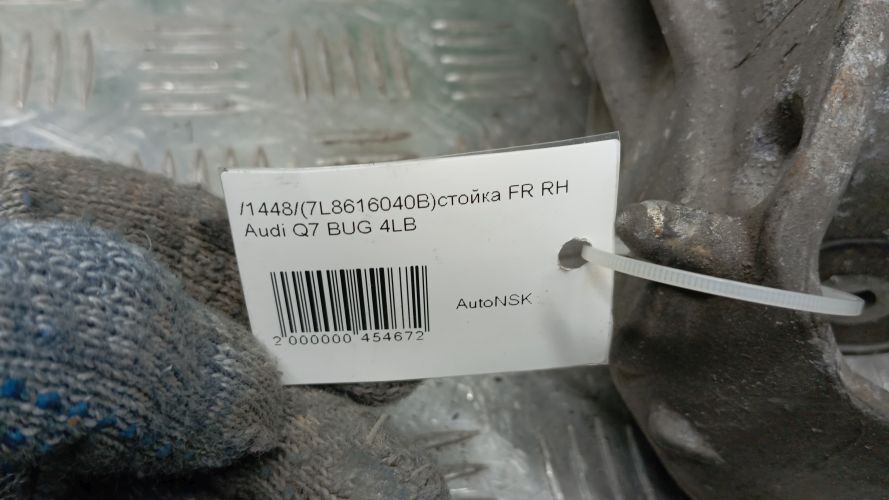 /1448/(7L8616040B)стойка FR RH
Audi Q7 BUG 4LB
AutoNSK
2 000000 454672